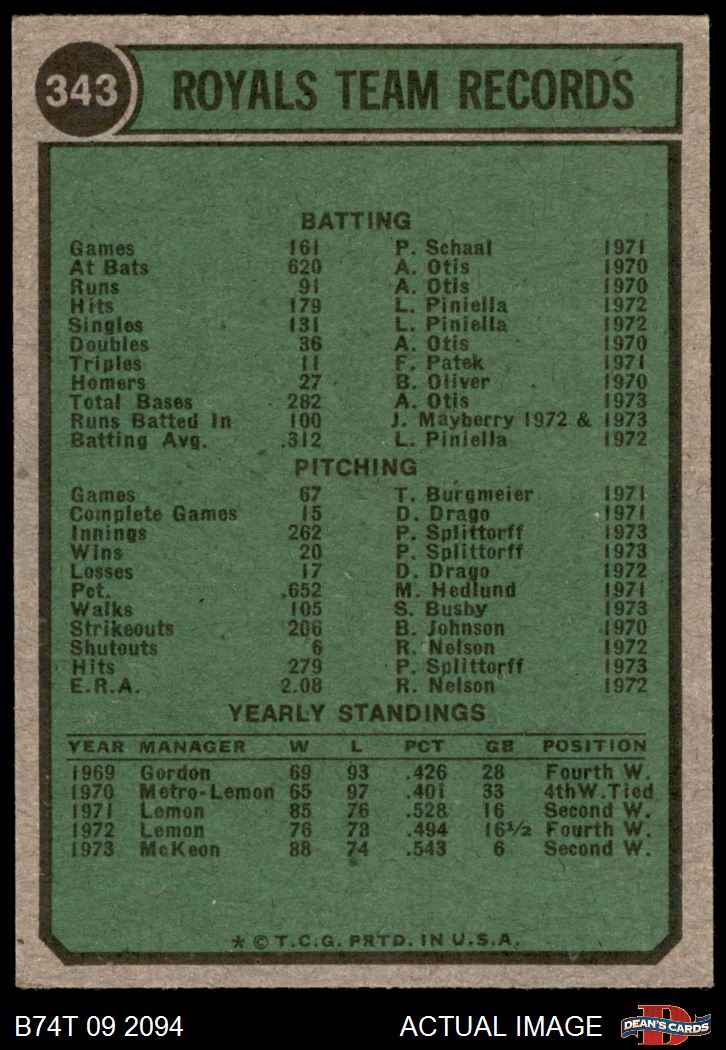 343 ROYALS TEAM RECORDS
BATTING
Games 161 P. Schaal 1971
At Bats 620 A. Otis 1970
Runs 91 A. Otis 1970
Hits 179 L. Piniella 1972
Singles 131 L. Piniella 1972
Doubles 36 A. Otis 1970
Triples 11 F. Patek 1971
Homers 27 B. Oliver 1970
Total Bases 282 A. Otis 1973
Runs Batted In 100 J. Mayberry 1972 & 1973
Batting Avg. .312 L. Piniella 1972
PITCHING
Games 67 T. Burgmeier 1971
Complete Games 15 D. Drago 1971
Innings 262 P. Splittorff 1973
Wins 20 P. Splittorff 1973
Losses 17 D. Drago 1972
Pct. .652 M. Hedlund 1971
Walks 105 S. Busby 1973
Strikeouts 206 B. Johnson 1970
Shutouts 6 R. Nelson 1972
Hits 279 P. Splittorff 1973
E.R.A. 2.08 R. Nelson 1972
YEARLY STANDINGS
YEAR MANAGER W L PCT GB POSITION
1969 Gordon 69 93 .426 28 Fourth W.
1970 Metro-Lemon 65 97 .401 33 4thW.Tied
1971 Lemon 85 76 .528 16 Second W.
1972 Lemon 76 78 .494 16½ Fourth W.
1973 McKeon 88 74 .543 6 Second W.
* © T.C.G. PRTD. IN U.S.A.
B74T 09 2094 ACTUAL IMAGE D DEAN'S CARDS